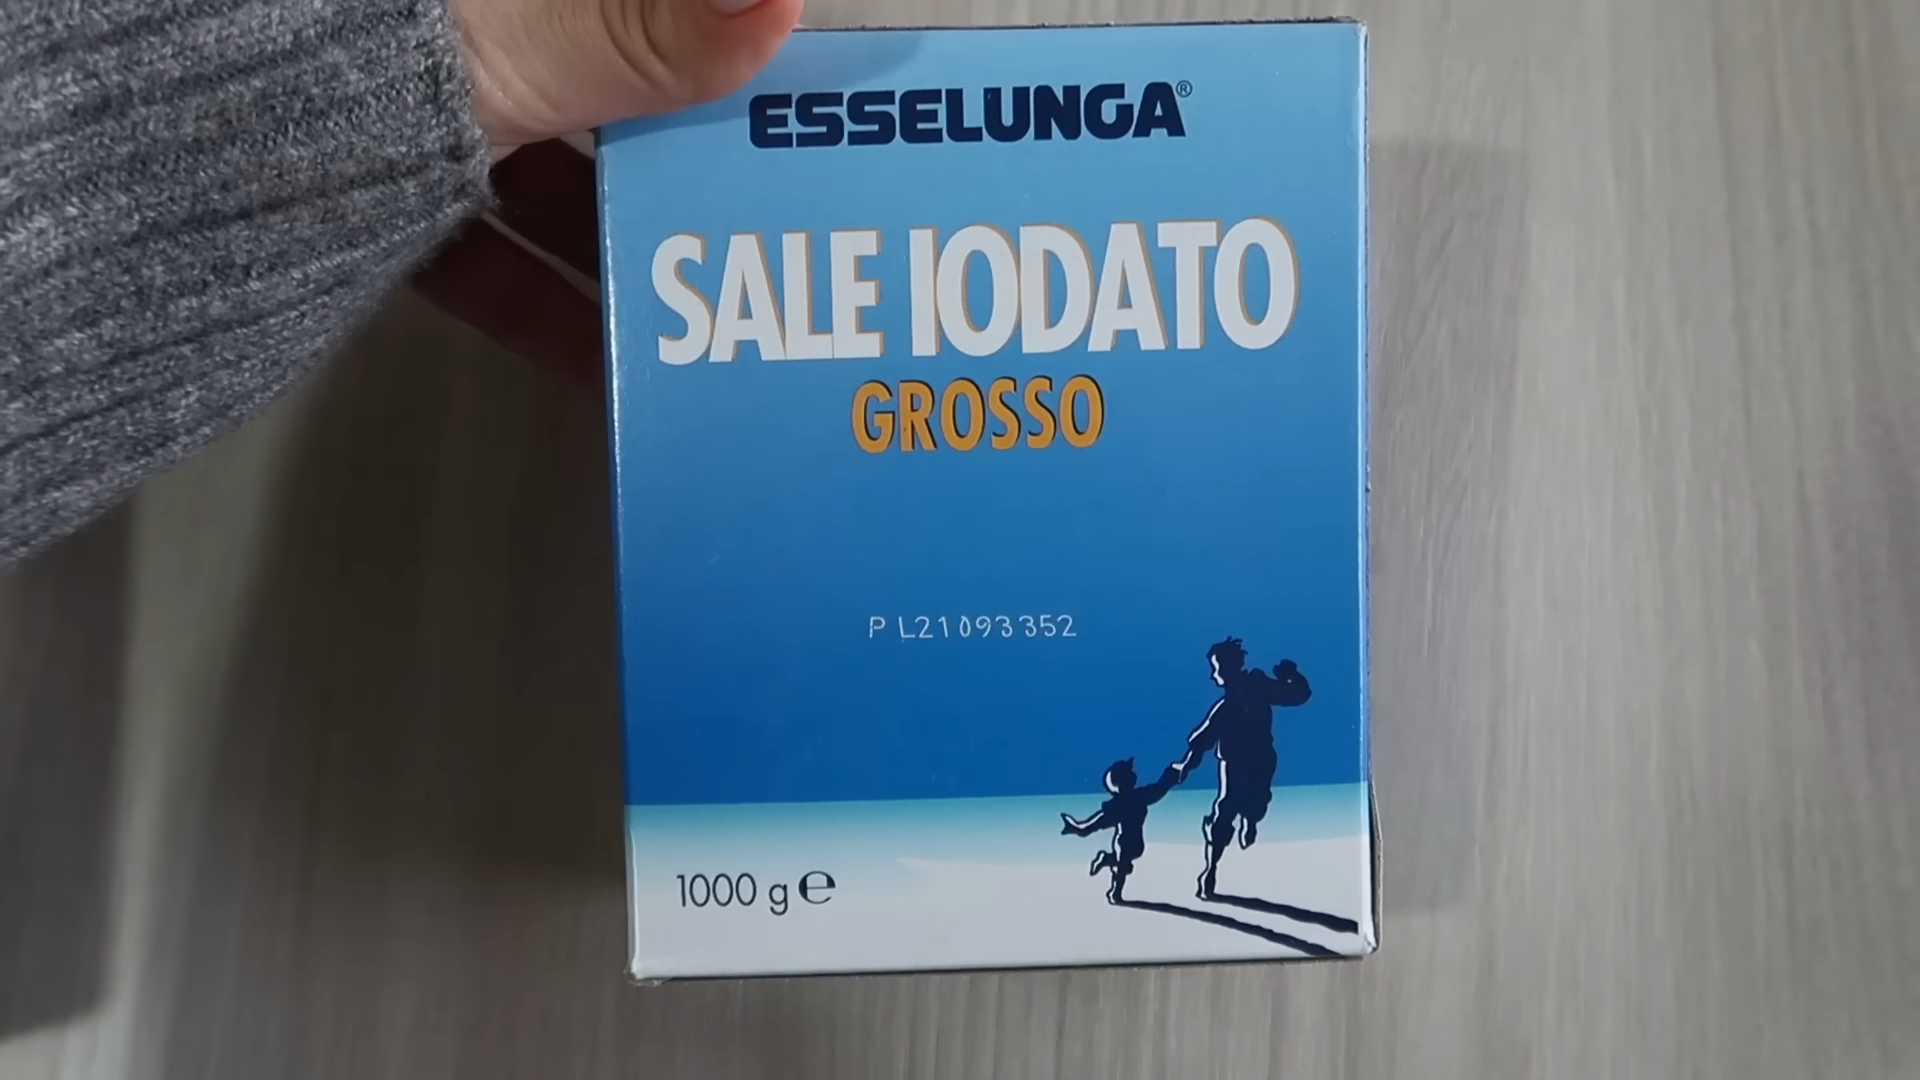 ESSELUNGA®
SALE IODATO
GROSSO
P L21093352
1000 g ℮